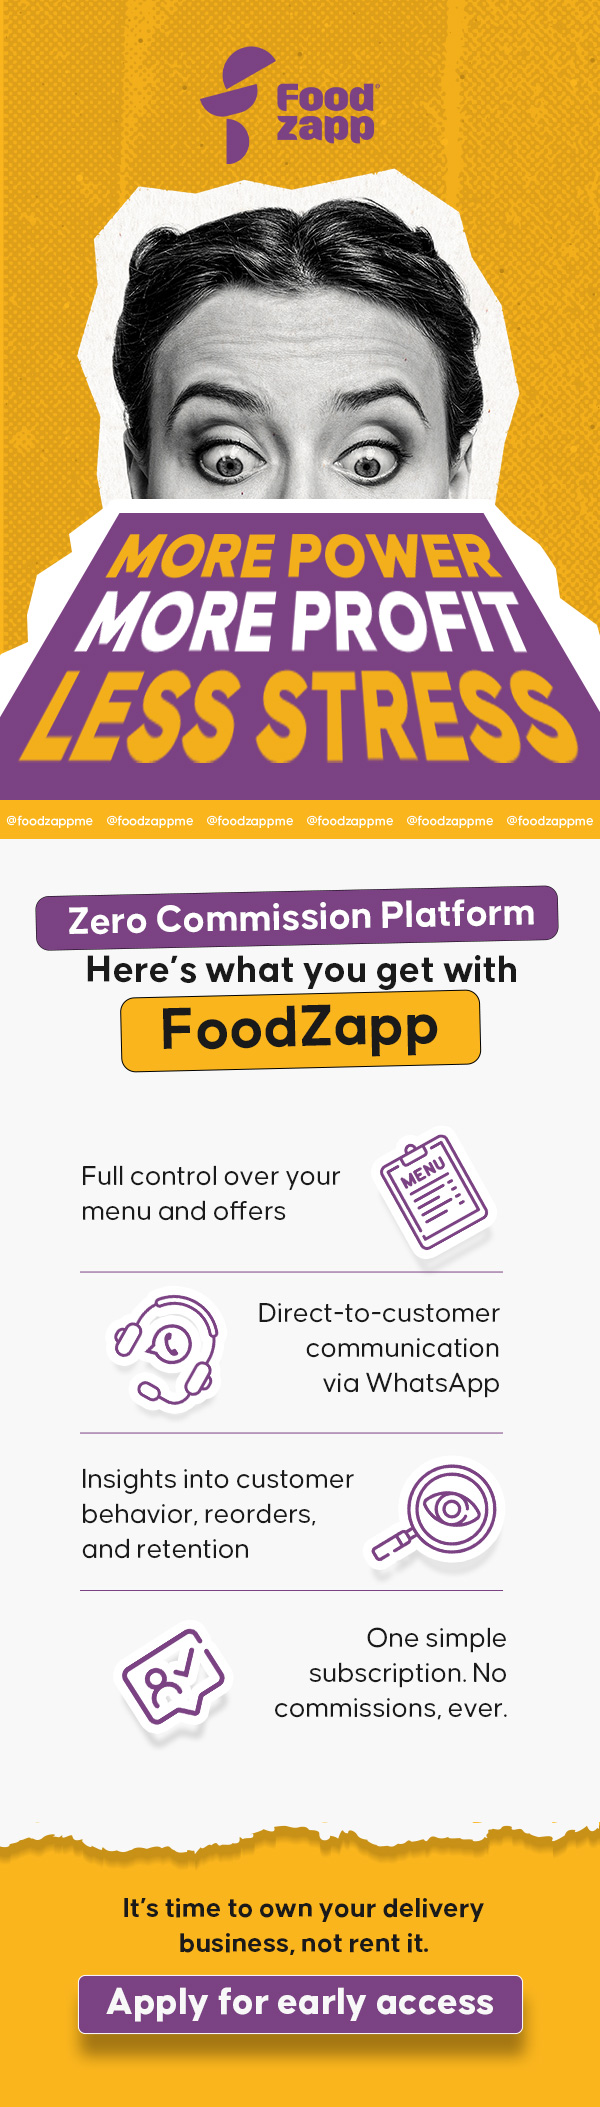 Food®
zapp
MORE POWER
MORE PROFIT
LESS STRESS
@foodzappme @foodzappme @foodzappme @foodzappme @foodzappme @foodzappme
Zero Commission Platform
Here's what you get with
FoodZapp
Full control over your
menu and offers
MENU
Direct-to-customer
communication
via WhatsApp
Insights into customer
behavior, reorders,
and retention
One simple
subscription. No
commissions, ever.
It's time to own your delivery
business, not rent it.
Apply for early access